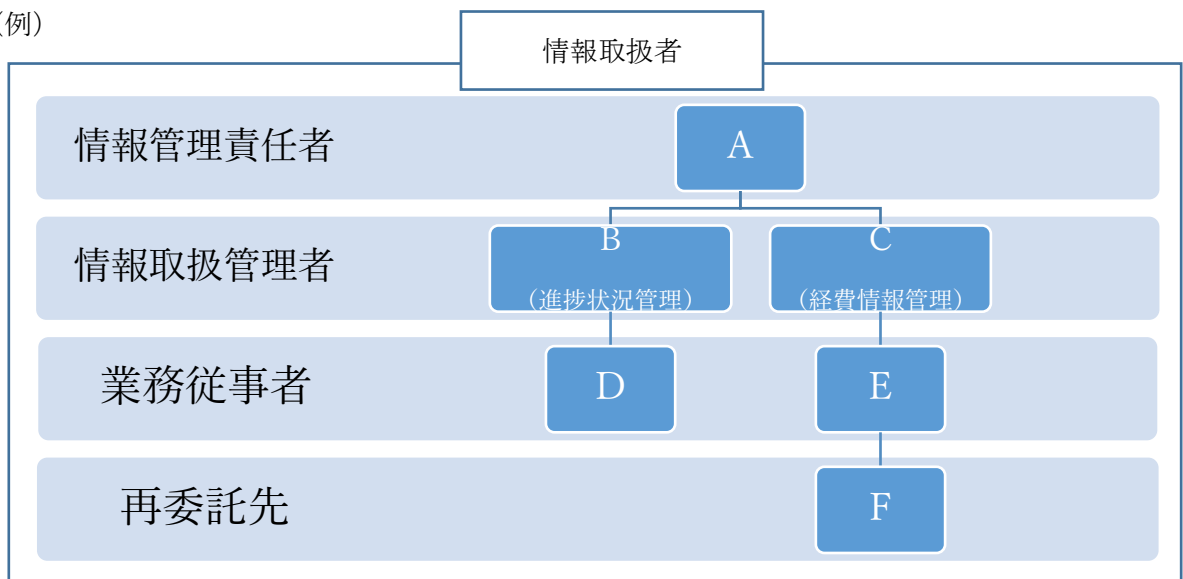 （例）
情報取扱者
情報管理責任者
A
情報取扱管理者
B
（進捗状況管理）
C
（経費情報管理）
業務従事者
D
E
再委託先
F